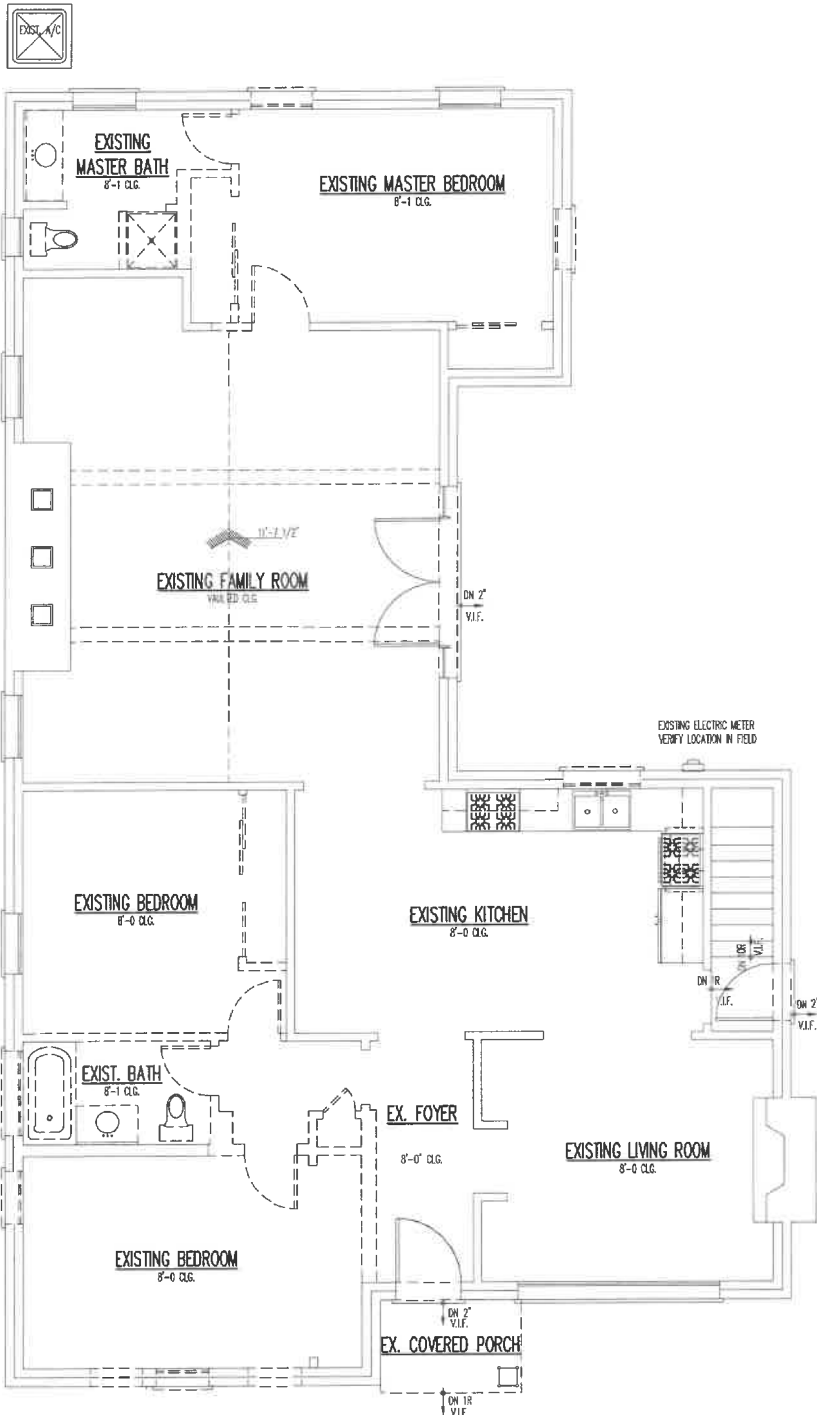 EXIST. A/C
EXISTING
MASTER BATH
8'-1 CLG.
EXISTING MASTER BEDROOM
8'-1 CLG.
11'-7 1/2"
EXISTING FAMILY ROOM
VAULTED CLG.
DN 2"
V.I.F.
EXISTING ELECTRIC METER
VERIFY LOCATION IN FIELD
EXISTING BEDROOM
8'-0 CLG.
EXISTING KITCHEN
8'-0 CLG.
V.I.F.
DN
V.I.F.
DN 2"
V.I.F.
EXIST. BATH
8'-1 CLG.
EX. FOYER
8'-0" CLG.
EXISTING LIVING ROOM
8'-0 CLG.
EXISTING BEDROOM
8'-0 CLG.
DN 2"
V.I.F.
EX. COVERED PORCH
DN 1R
V.I.F.